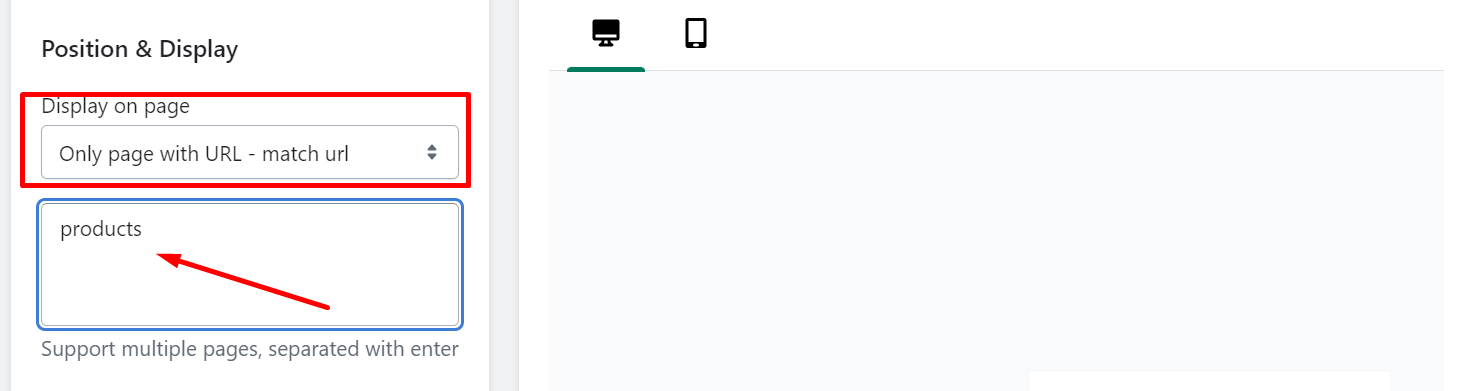 Position & Display
Display on page
Only page with URL - match url
products
Support multiple pages, separated with enter